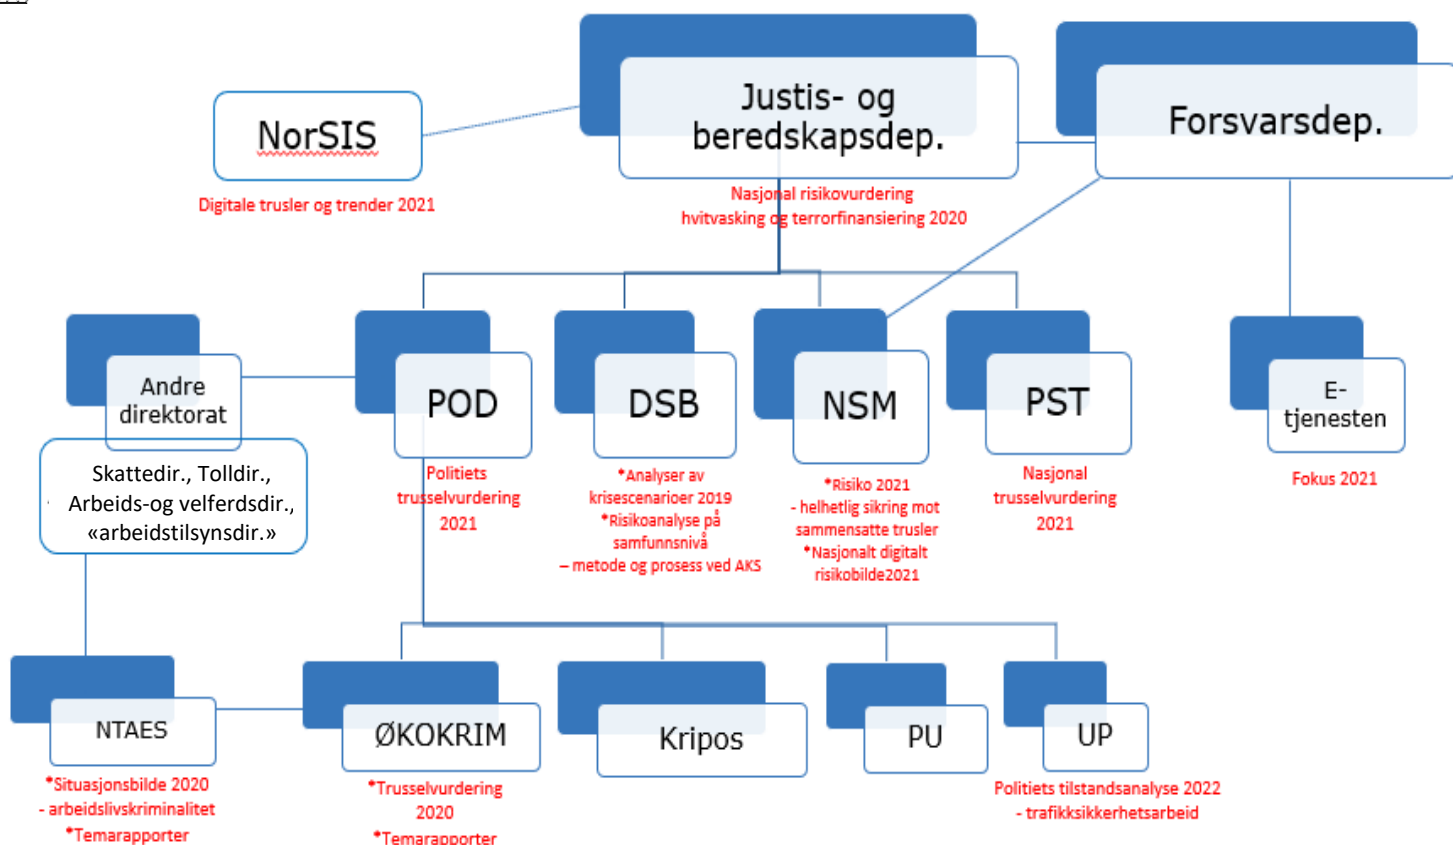 Justis- og
beredskapsdep.
Forsvarsdep.
NorSIS
Digitale trusler og trender 2021
Nasjonal risikovurdering
hvitvasking og terrorfinansiering 2020
Andre
direktorat
Skattedir., Tolldir.,
Arbeids-og velferdsdir.,
«arbeidstilsynsdir.»
POD
Politiets
trusselvurdering
2021
DSB
*Analyser av
krisescenarioer 2019
*Risikoanalyse på
samfunnsnivå
– metode og prosess ved AKS
NSM
*Risiko 2021
- helhetlig sikring mot
sammensatte trusler
*Nasjonalt digitalt
risikobilde2021
PST
Nasjonal
trusselvurdering
2021
E-
tjenesten
Fokus 2021
NTAES
*Situasjonsbilde 2020
- arbeidslivskriminalitet
*Temarapporter
ØKOKRIM
*Trusselvurdering
2020
*Temarapporter
Kripos
PU
UP
Politiets tilstandsanalyse 2022
- trafikksikkerhetsarbeid